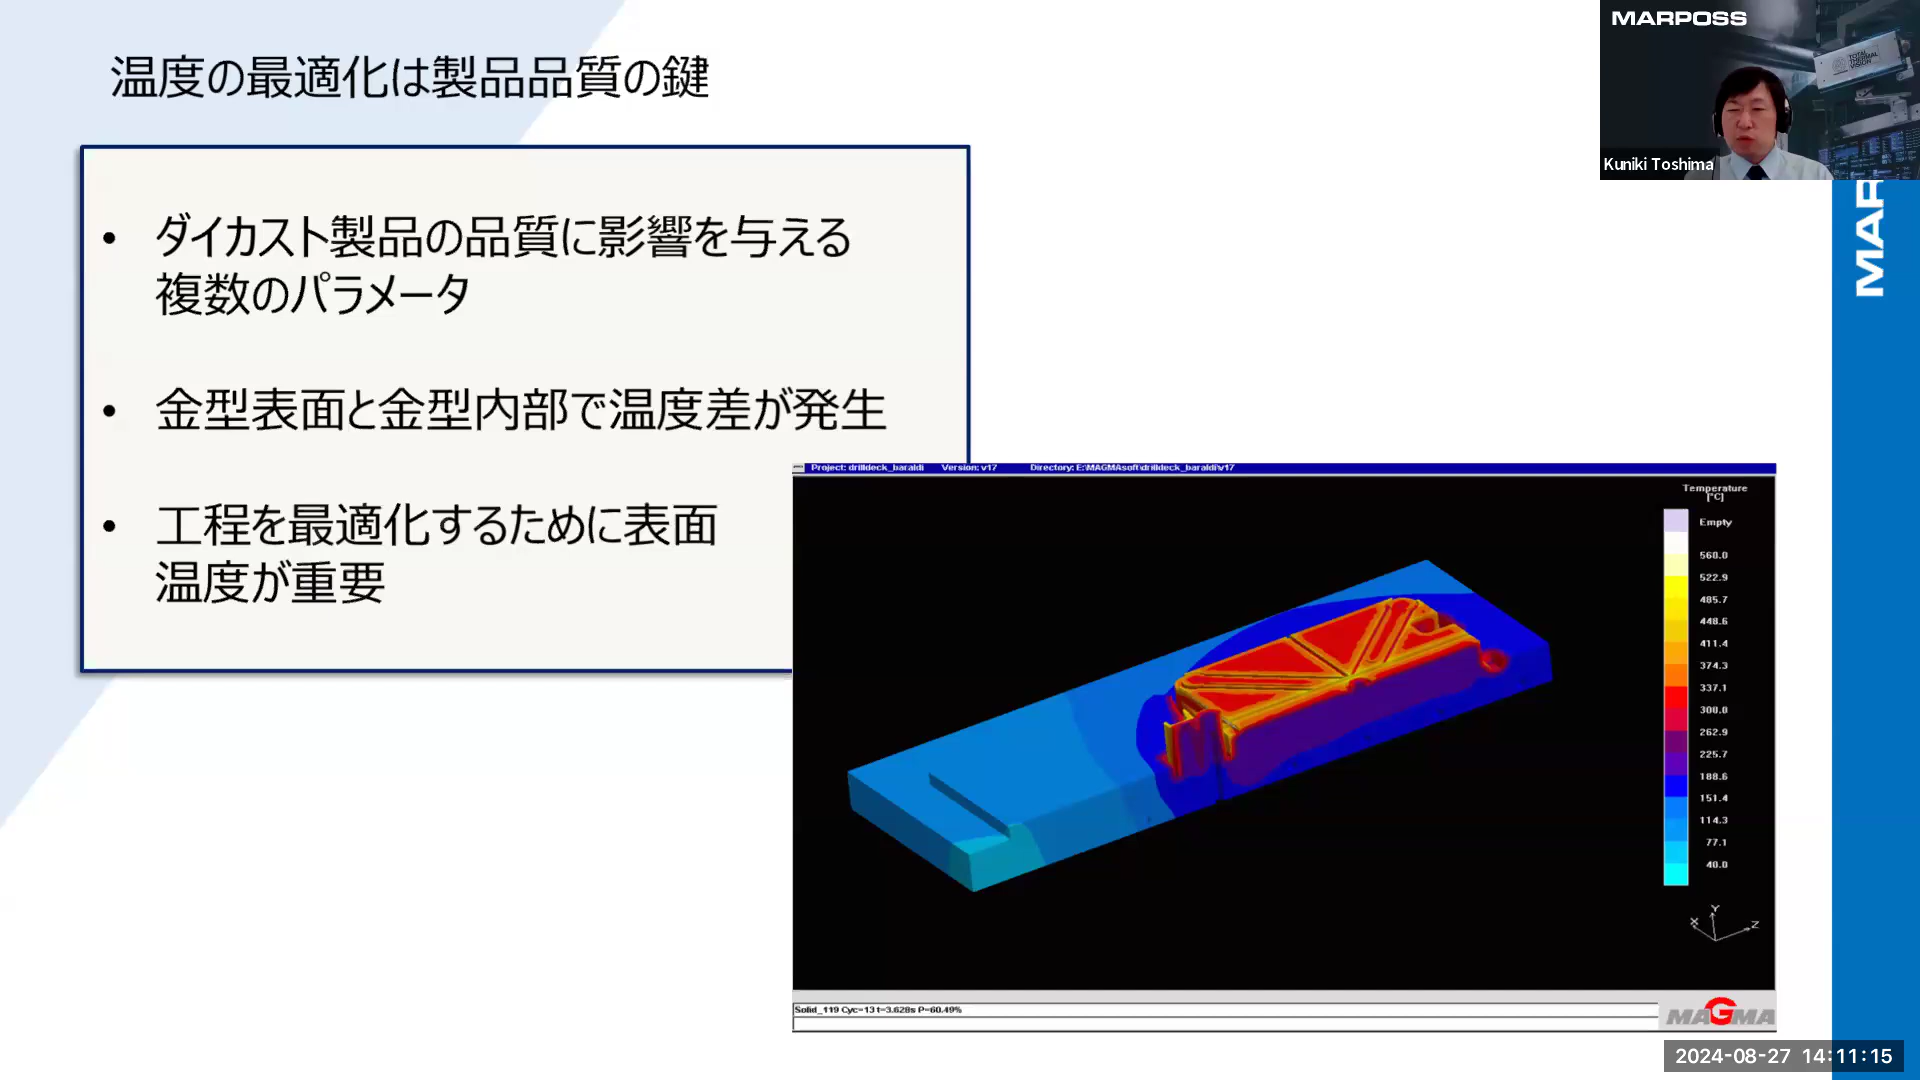 温度の最適化は製品品質の鍵
MARPOSS
TOTAL
THERMAL
VISION
Kuniki Toshima
MAR
• ダイカスト製品の品質に影響を与える
複数のパラメータ
• 金型表面と金型内部で温度差が発生
• 工程を最適化するために表面
温度が重要
Project: drilldeck_baraldi Version: v17 Directory: E:\MAGMAsoft\drilldeck_baraldi\v17
Temperature
[°C]
Empty
560.0
522.9
485.7
448.6
411.4
374.3
337.1
300.0
262.9
225.7
188.6
151.4
114.3
77.1
40.0
Y
X
Z
Solid_119 Cyc=13 t=3.628s P=60.49%
MAGMA
2024-08-27 14:11:15